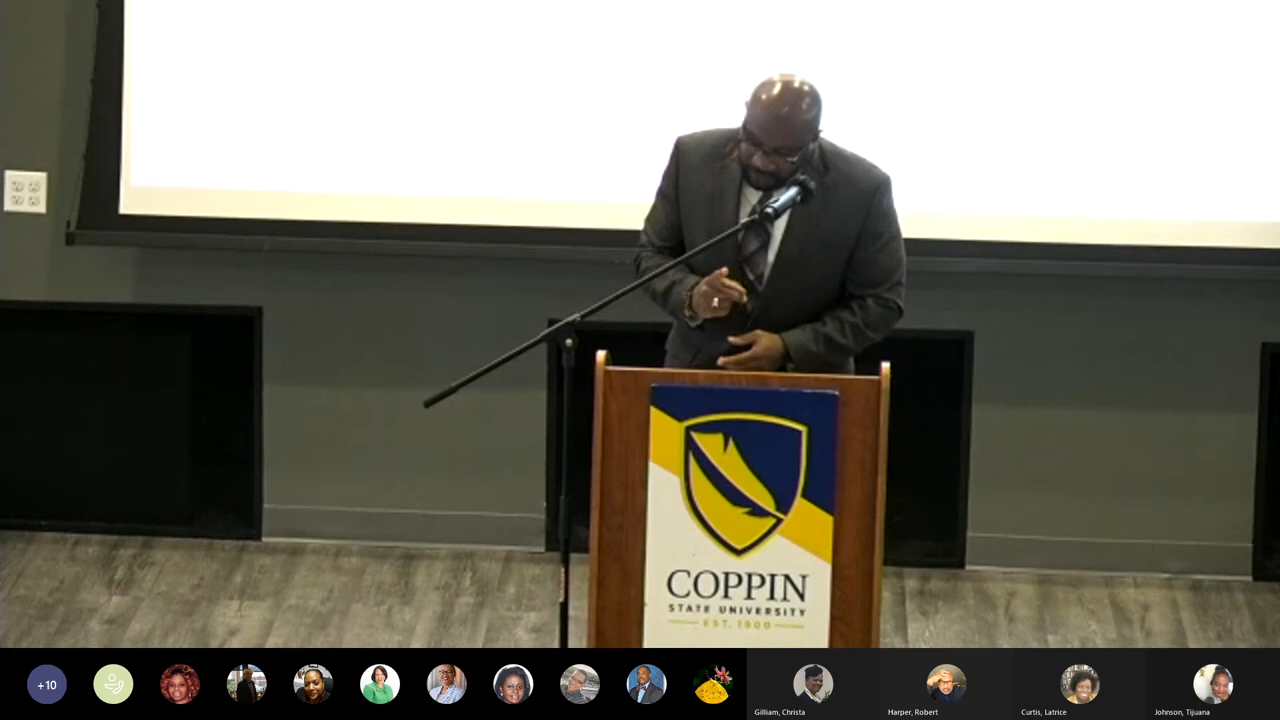 COPPIN
STATE UNIVERSITY
EST. 1900
+10
Gilliam, Christa
Harper, Robert
Curtis, Latrice
Johnson, Tijuana